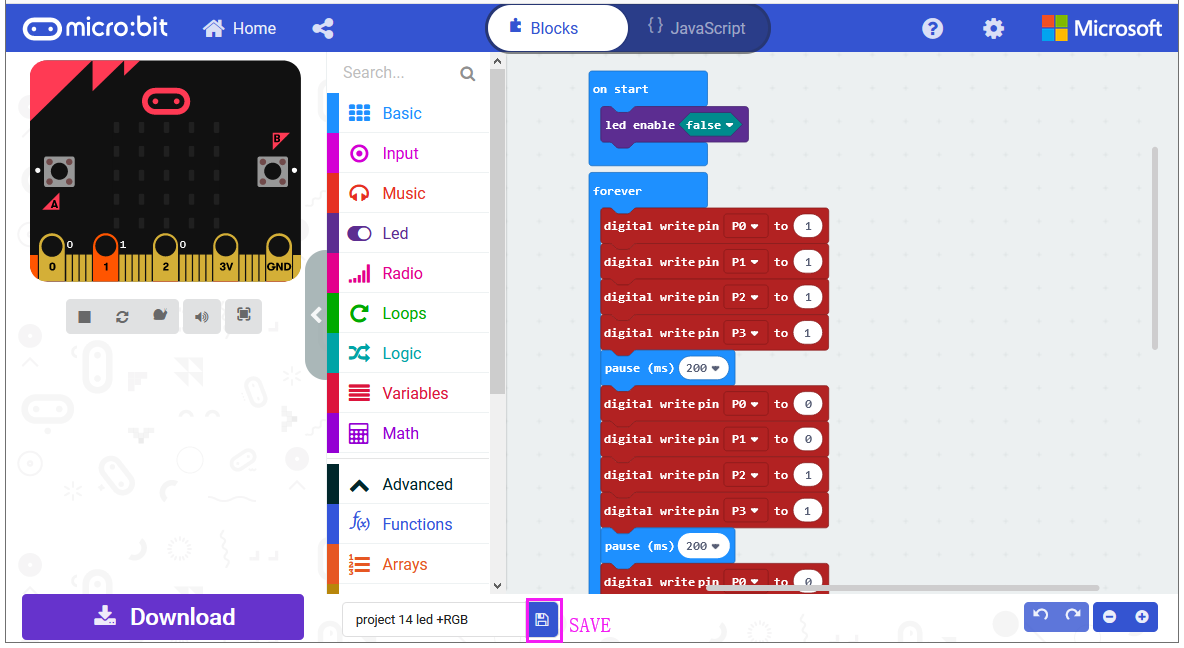 micro:bit
Home
Blocks
{} JavaScript
?
Microsoft
B
A
0 1 0
0 1 2 3V GND
Search...
Basic
Input
Music
Led
Radio
Loops
Logic
Variables
Math
Advanced
f(x) Functions
1 2 3 Arrays
on start
led enable false
forever
digital write pin P0 to 1
digital write pin P1 to 1
digital write pin P2 to 1
digital write pin P3 to 1
pause (ms) 200
digital write pin P0 to 0
digital write pin P1 to 0
digital write pin P2 to 1
digital write pin P3 to 1
pause (ms) 200
digital write pin P0 to 0
Download
project 14 led +RGB
SAVE